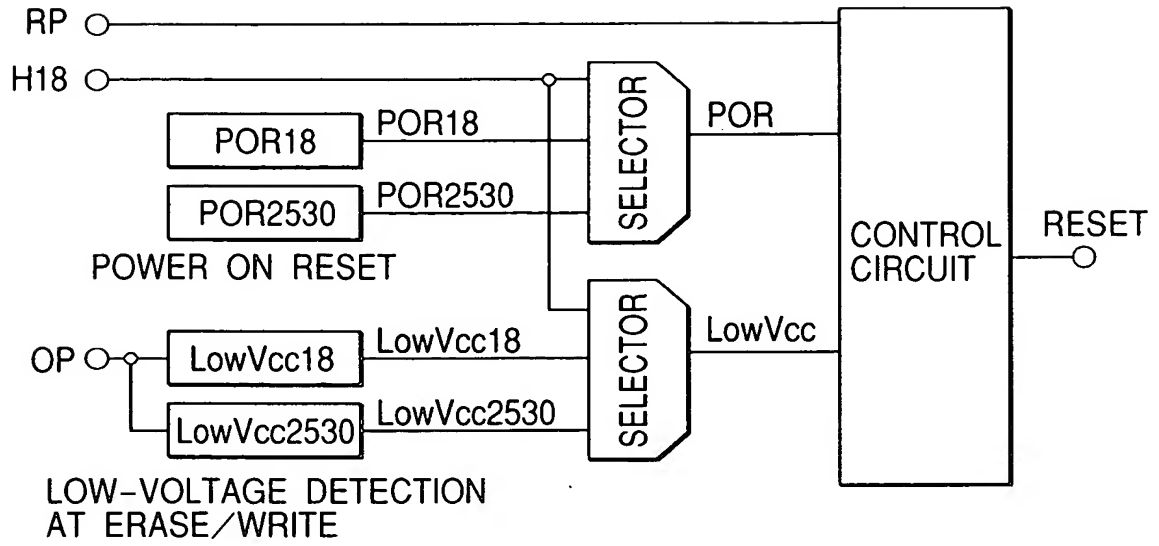 RP
H18
POR18
POR18
POR2530
POR2530
POWER ON RESET
SELECTOR
POR
OP
LowVcc18
LowVcc18
LowVcc2530
LowVcc2530
LOW-VOLTAGE DETECTION
AT ERASE/WRITE
SELECTOR
LowVcc
CONTROL
CIRCUIT
RESET